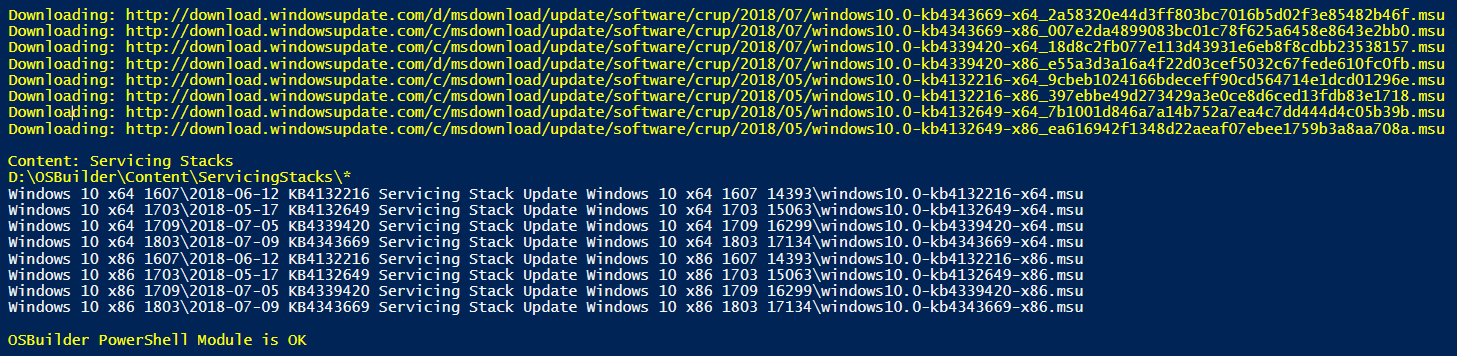 Downloading: http://download.windowsupdate.com/d/msdownload/update/software/crup/2018/07/windows10.0-kb4343669-x64_2a58320e44d3ff803bc7016b5d02f3e85482b46f.msu
Downloading: http://download.windowsupdate.com/d/msdownload/update/software/crup/2018/07/windows10.0-kb4343669-x86_007e2da4899083bc01c78f625a6458e8643e2bb0.msu
Downloading: http://download.windowsupdate.com/d/msdownload/update/software/crup/2018/07/windows10.0-kb4339420-x64_18d8c2fb077e113d43931e6eb8f8cdbb23538157.msu
Downloading: http://download.windowsupdate.com/d/msdownload/update/software/crup/2018/07/windows10.0-kb4339420-x86_e55a3d3a16a4f22d03cef5032c67fede610fc0fb.msu
Downloading: http://download.windowsupdate.com/c/msdownload/update/software/crup/2018/05/windows10.0-kb4132216-x64_9cbeb1024166bdeceff90cd564714e1dcd01296e.msu
Downloading: http://download.windowsupdate.com/c/msdownload/update/software/crup/2018/05/windows10.0-kb4132216-x86_397ebbe49d273429a3e0ce8d6ced13fdb83e1718.msu
Downloading: http://download.windowsupdate.com/c/msdownload/update/software/crup/2018/05/windows10.0-kb4132649-x64_7b1001d846a7a14b752a7ea4c7dd444d4c05b39b.msu
Downloading: http://download.windowsupdate.com/c/msdownload/update/software/crup/2018/05/windows10.0-kb4132649-x86_ea616942f1348d22aeaf07ebee1759b3a8aa708a.msu
Content: Servicing Stacks
D:\OSBuilder\Content\ServicingStacks\*
Windows 10 x64 1607\2018-06-12 KB4132216 Servicing Stack Update Windows 10 x64 1607 14393\windows10.0-kb4132216-x64.msu
Windows 10 x64 1703\2018-05-17 KB4132649 Servicing Stack Update Windows 10 x64 1703 15063\windows10.0-kb4132649-x64.msu
Windows 10 x64 1709\2018-07-05 KB4339420 Servicing Stack Update Windows 10 x64 1709 16299\windows10.0-kb4339420-x64.msu
Windows 10 x64 1803\2018-07-09 KB4343669 Servicing Stack Update Windows 10 x64 1803 17134\windows10.0-kb4343669-x64.msu
Windows 10 x86 1607\2018-06-12 KB4132216 Servicing Stack Update Windows 10 x86 1607 14393\windows10.0-kb4132216-x86.msu
Windows 10 x86 1703\2018-05-17 KB4132649 Servicing Stack Update Windows 10 x86 1703 15063\windows10.0-kb4132649-x86.msu
Windows 10 x86 1709\2018-07-05 KB4339420 Servicing Stack Update Windows 10 x86 1709 16299\windows10.0-kb4339420-x86.msu
Windows 10 x86 1803\2018-07-09 KB4343669 Servicing Stack Update Windows 10 x86 1803 17134\windows10.0-kb4343669-x86.msu
OSBuilder PowerShell Module is OK